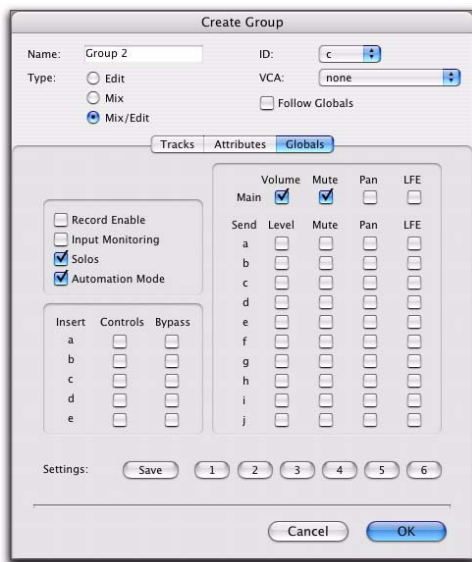 Create Group
Name: Group 2 ID: c
Type: Edit VCA: none
Mix Follow Globals
Mix/Edit
Tracks Attributes Globals
Volume Mute Pan LFE
Main
Record Enable
Input Monitoring
Solos
Automation Mode
Send Level Mute Pan LFE
a
b
c
d
e
f
g
h
i
j
Insert Controls Bypass
a
b
c
d
e
Settings: Save 1 2 3 4 5 6
Cancel OK